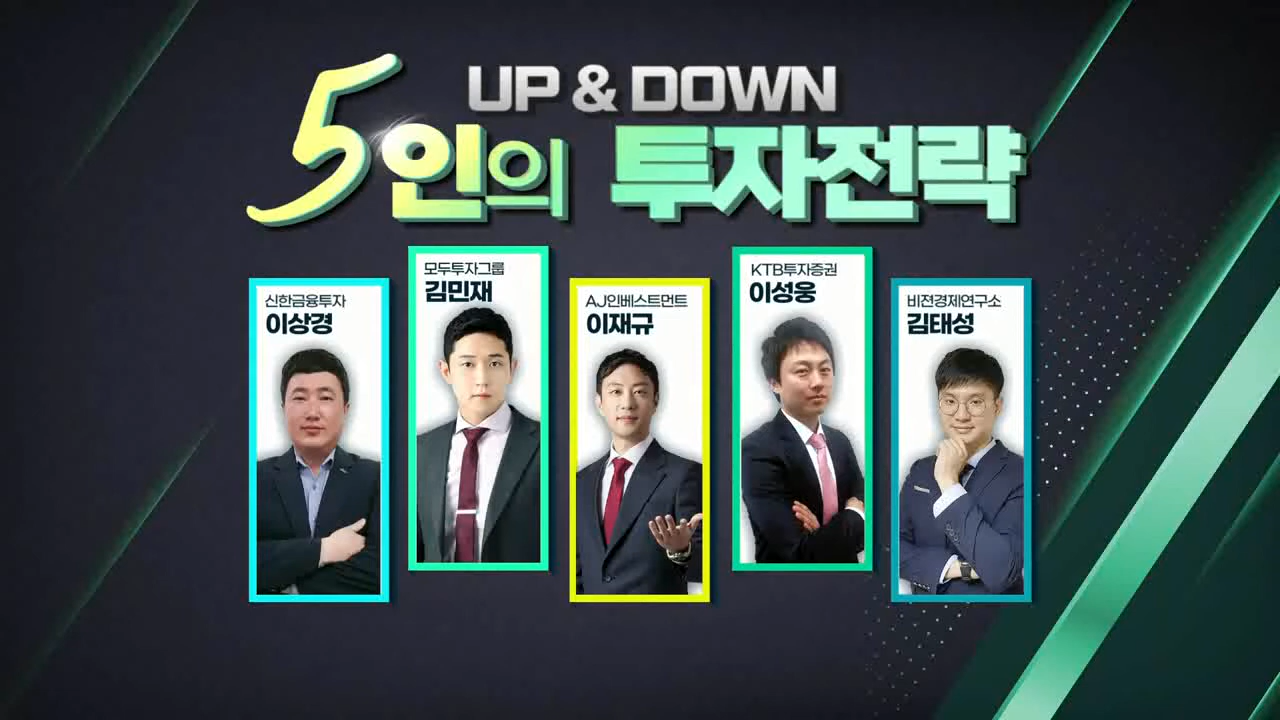 UP & DOWN
5인의 투자전략
신한금융투자
이상경
모두투자그룹
김민재
AJ인베스트먼트
이재규
KTB투자증권
이성웅
비전경제연구소
김태성